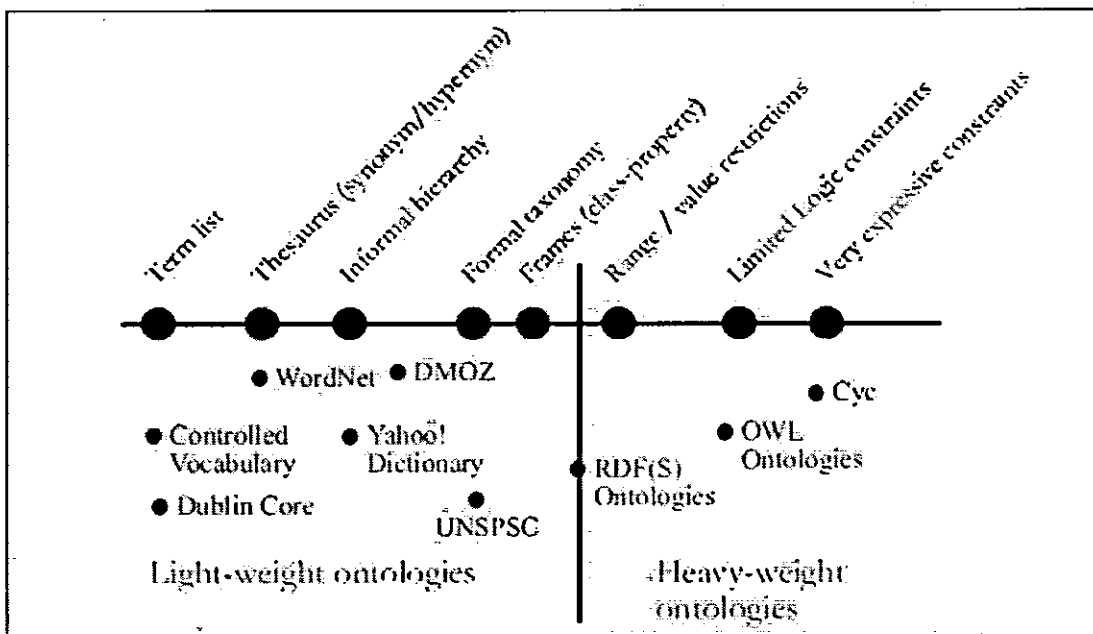 Term list
Thesaurus (synonym/hypernym)
Informal hierarchy
Formal taxonomy
Frames (class-property)
Range / value restrictions
Limited Logic constraints
Very expressive constraints
WordNet
DMOZ
Cyc
Controlled
Vocabulary
Yahoo!
Dictionary
OWL
Ontologies
RDF(S)
Ontologies
Dublin Core
UNSPSC
Light-weight ontologies
Heavy-weight
ontologies